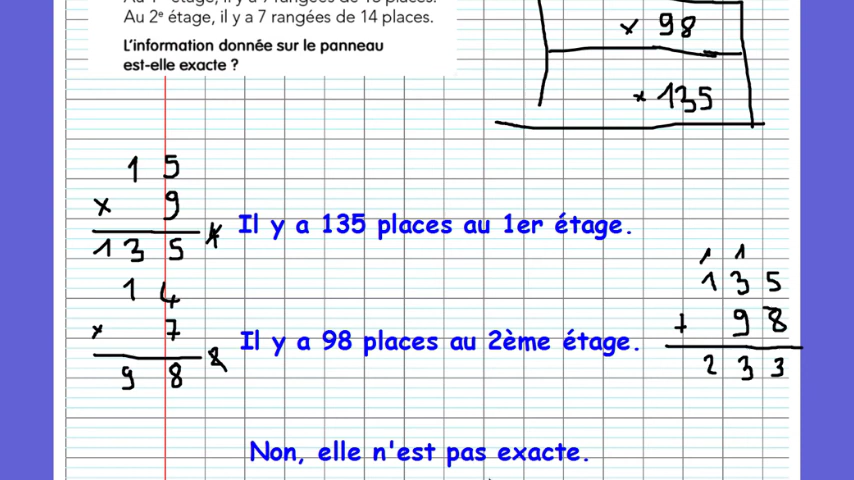 Au 2e étage, il y a 7 rangées de 14 places.
L'information donnée sur le panneau
est-elle exacte ?
x 98
x 135
1 5
x 9
1 3 5
Il y a 135 places au 1er étage.
1 4
x 7
9 8
Il y a 98 places au 2ème étage.
1 1
1 3 5
+ 9 8
2 3 3
Non, elle n'est pas exacte.